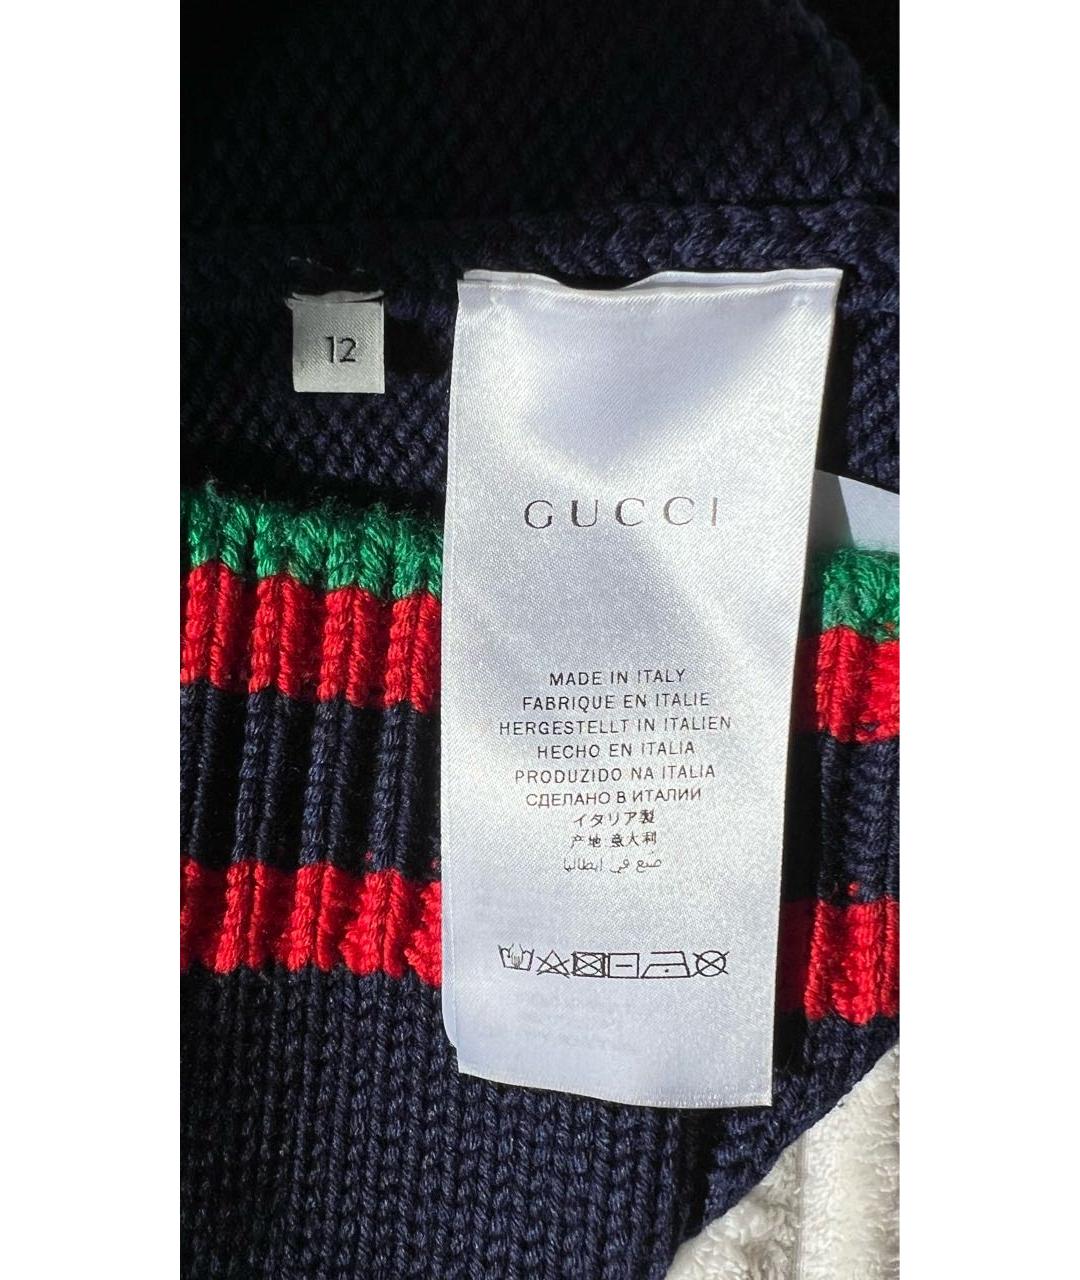 12
GUCCI
MADE IN ITALY
FABRIQUE EN ITALIE
HERGESTELLT IN ITALIEN
HECHO EN ITALIA
PRODUZIDO NA ITALIA
СДЕЛАНО В ИТАЛИИ
イタリア製
产地 意大利
صنع في ايطاليا